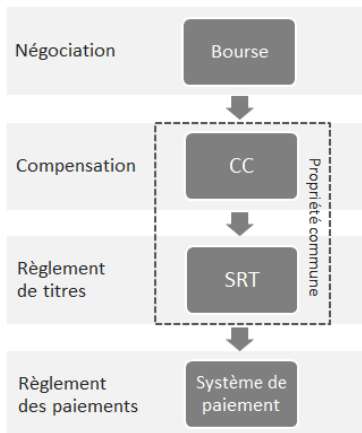 Négociation
Bourse
Compensation
CC
Propriété commune
Règlement
de titres
SRT
Règlement
des paiements
Système de
paiement